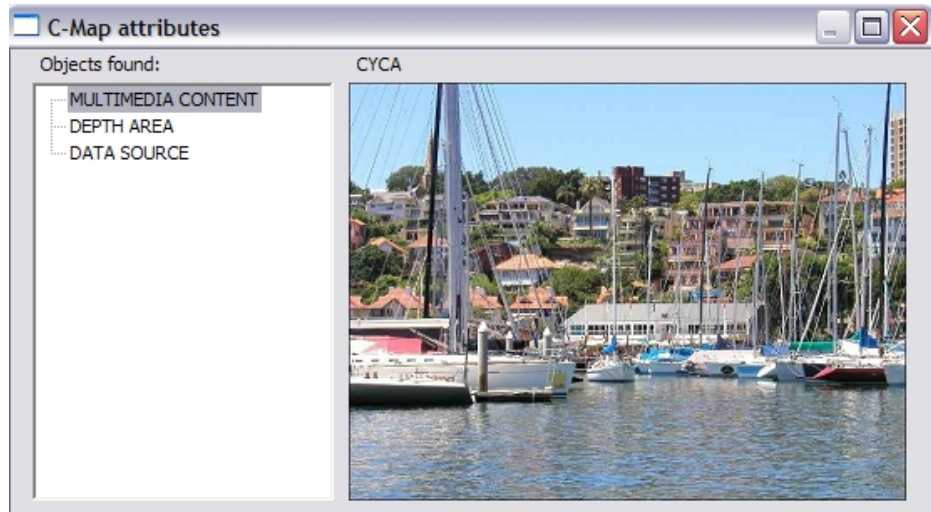 C-Map attributes
Objects found:
CYCA
MULTIMEDIA CONTENT
DEPTH AREA
DATA SOURCE